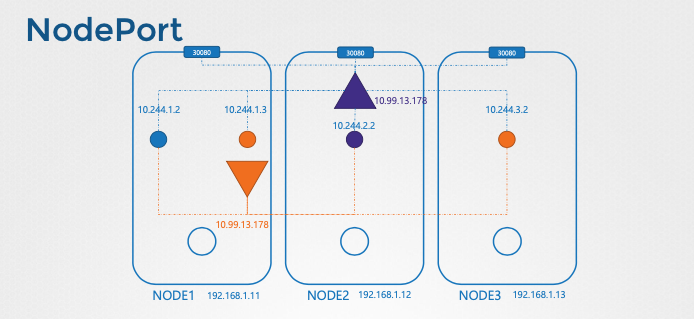 NodePort
30080
30080
30080
10.99.13.178
10.244.1.2
10.244.1.3
10.244.3.2
10.244.2.2
10.99.13.178
NODE1 192.168.1.11
NODE2 192.168.1.12
NODE3 192.168.1.13